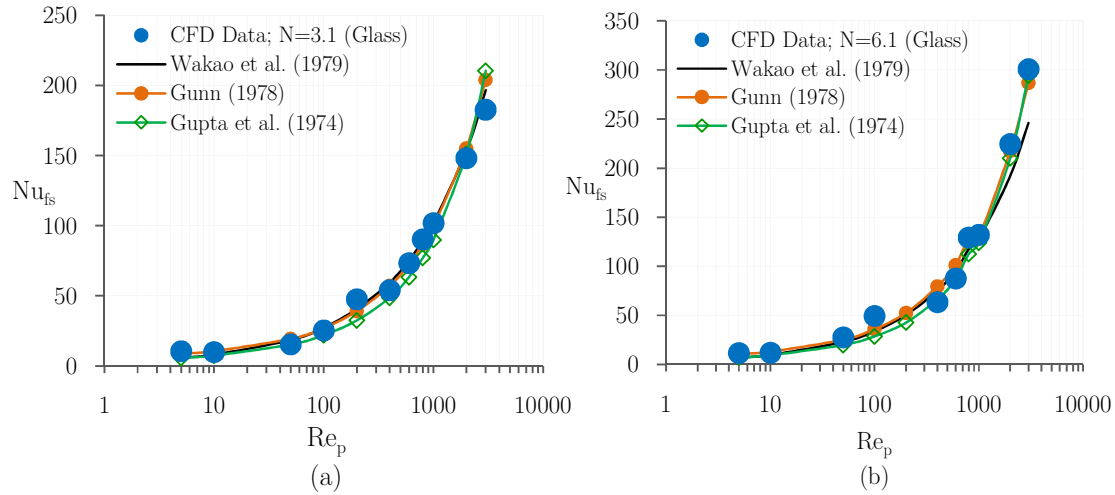 250
200
150
100
50
0
Nu_fs
CFD Data; N=3.1 (Glass)
Wakao et al. (1979)
Gunn (1978)
Gupta et al. (1974)
1 10 100 1000 10000
Re_p
(a)
350
300
250
200
150
100
50
0
Nu_fs
CFD Data; N=6.1 (Glass)
Wakao et al. (1979)
Gunn (1978)
Gupta et al. (1974)
1 10 100 1000 10000
Re_p
(b)